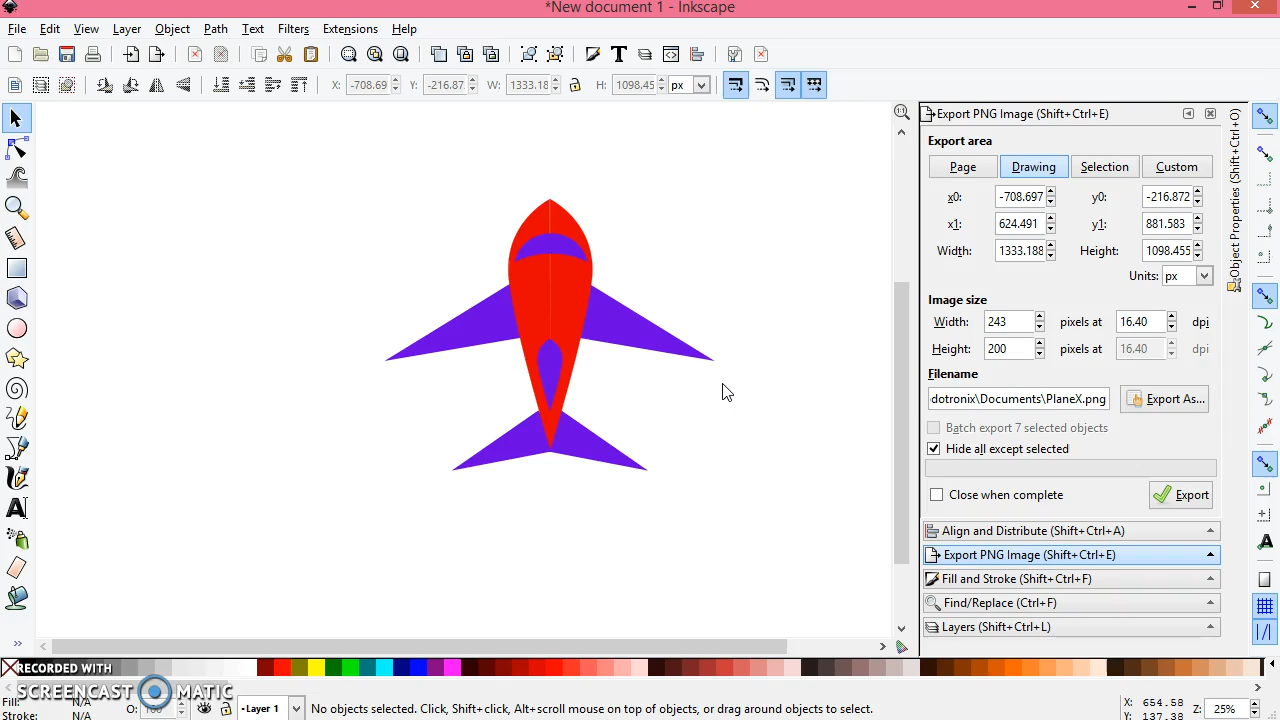 *New document 1 - Inkscape
File Edit View Layer Object Path Text Filters Extensions Help
X: -708.69 Y: -216.87 W: 1333.18 H: 1098.45 px
Export PNG Image (Shift+Ctrl+E)
Export area
Page Drawing Selection Custom
x0: -708.697 y0: -216.872
x1: 624.491 y1: 881.583
Width: 1333.188 Height: 1098.455
Units: px
Image size
Width: 243 pixels at 16.40 dpi
Height: 200 pixels at 16.40 dpi
Filename
dotronix\Documents\PlaneX.png Export As...
Batch export 7 selected objects
Hide all except selected
Close when complete Export
Align and Distribute (Shift+Ctrl+A)
Export PNG Image (Shift+Ctrl+E)
Fill and Stroke (Shift+Ctrl+F)
Find/Replace (Ctrl+F)
Layers (Shift+Ctrl+L)
Object Properties (Shift+Ctrl+O)
1:1
RECORDED WITH
SCREENCAST MATIC
Fill: N/A
Stroke: N/A
O: 100
-Layer 1
No objects selected. Click, Shift+click, Alt+scroll mouse on top of objects, or drag around objects to select.
X: 654.58
Y: 137.38
Z: 25%